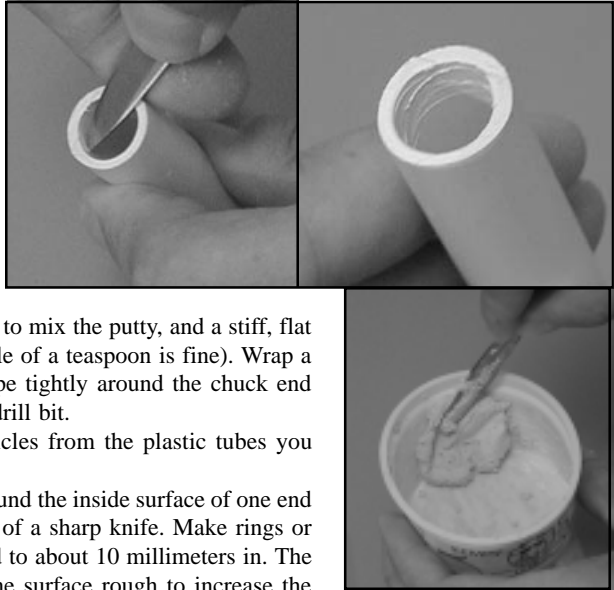 to mix the putty, and a stiff, flat
le of a teaspoon is fine). Wrap a
pe tightly around the chuck end
drill bit.
cles from the plastic tubes you
und the inside surface of one end
of a sharp knife. Make rings or
d to about 10 millimeters in. The
ne surface rough to increase the